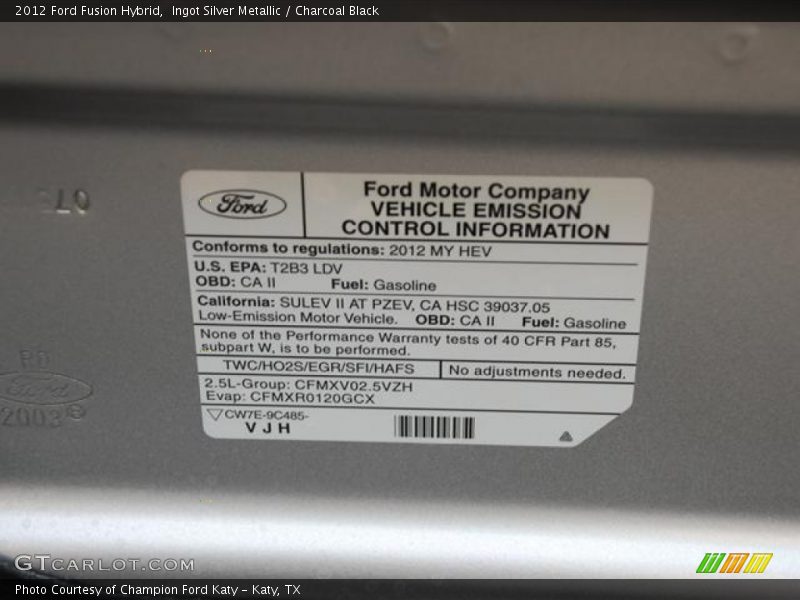 2012 Ford Fusion Hybrid,  Ingot Silver Metallic / Charcoal Black
Ford
Ford Motor Company
VEHICLE EMISSION
CONTROL INFORMATION
Conforms to regulations: 2012 MY HEV
U.S. EPA: T2B3 LDV
OBD: CA II Fuel: Gasoline
California: SULEV II AT PZEV, CA HSC 39037.05
Low-Emission Motor Vehicle. OBD: CA II Fuel: Gasoline
None of the Performance Warranty tests of 40 CFR Part 85,
subpart W, is to be performed.
TWC/HO2S/EGR/SFI/HAFS No adjustments needed.
2.5L-Group: CFMXV02.5VZH
Evap: CFMXR0120GCX
CW7E-9C485-
V J H
Ford
2003
GTCARLOT.COM
Photo Courtesy of Champion Ford Katy – Katy, TX